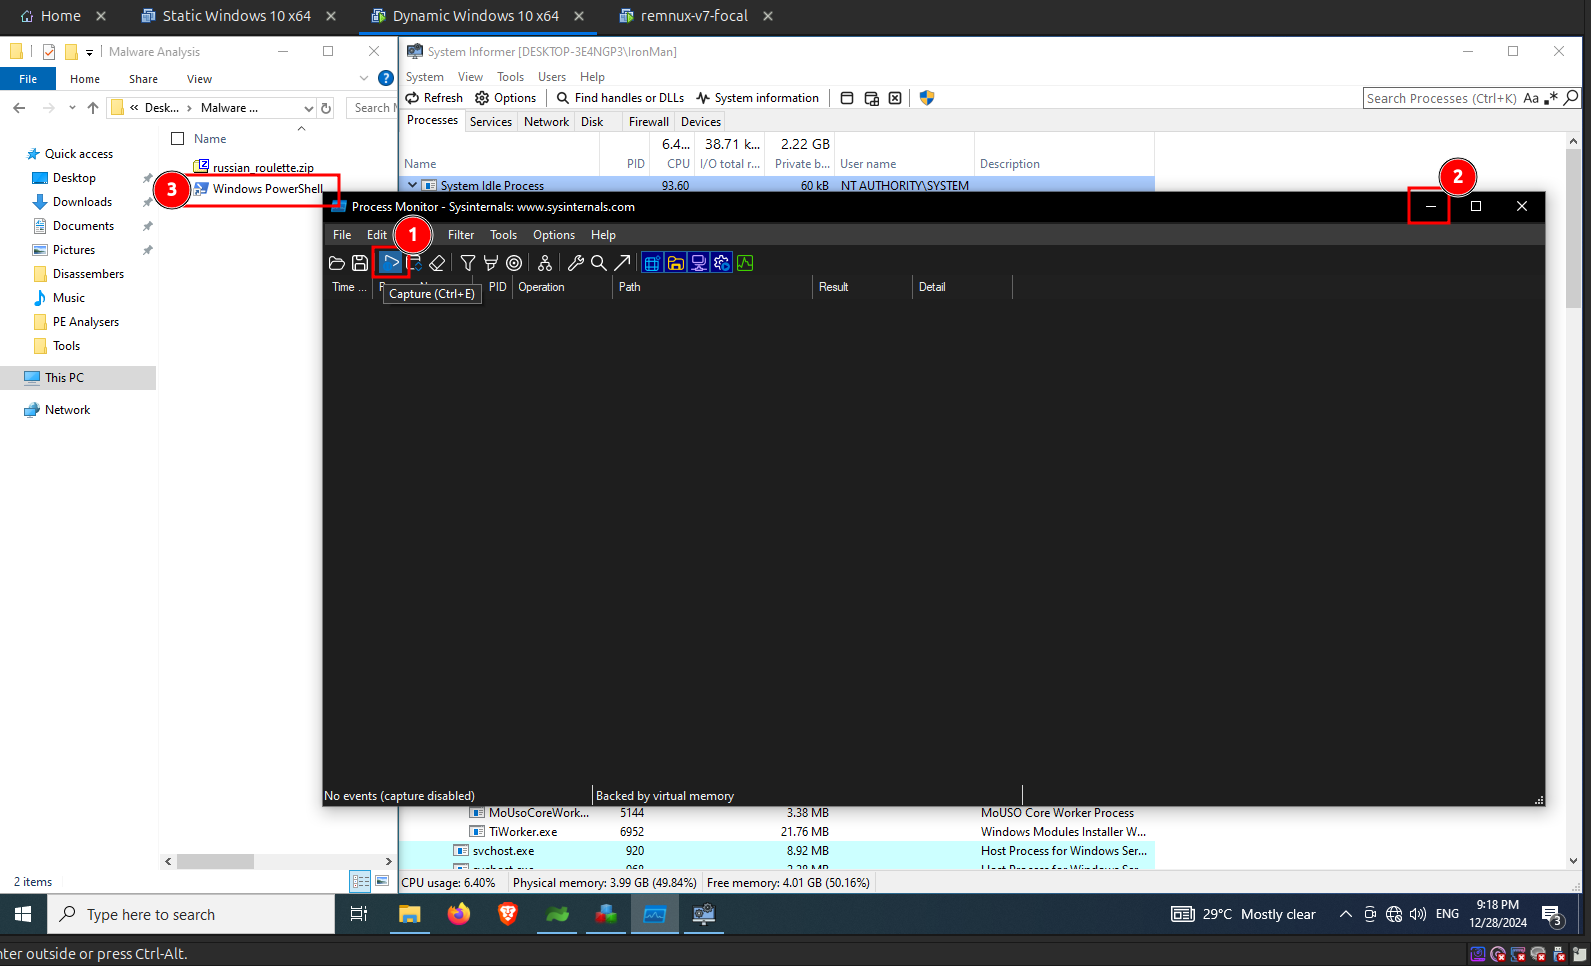 Home
Static Windows 10 x64
Dynamic Windows 10 x64
remnux-v7-focal
Malware Analysis
File Home Share View
« Desk... › Malware ...
Search
Name
russian_roulette.zip
Windows PowerShell
Quick access
Desktop
Downloads
Documents
Pictures
Disassembers
Music
PE Analysers
Tools
This PC
Network
2 items
System Informer [DESKTOP-3E4NGP3\IronMan]
System View Tools Users Help
Refresh Options Find handles or DLLs System information
Search Processes (Ctrl+K) Aa
Processes Services Network Disk Firewall Devices
6.4... 38.71 k... 2.22 GB
Name PID CPU I/O total r... Private b... User name Description
System Idle Process 93.60 60 kB NT AUTHORITY\SYSTEM
3
2
1
Process Monitor - Sysinternals: www.sysinternals.com
File Edit Filter Tools Options Help
Time ... PID Operation Path Result Detail
Capture (Ctrl+E)
No events (capture disabled) Backed by virtual memory
MoUsoCoreWork... 5144 3.38 MB MoUSO Core Worker Process
TiWorker.exe 6952 21.76 MB Windows Modules Installer W...
svchost.exe 920 8.92 MB Host Process for Windows Ser...
CPU usage: 6.40% Physical memory: 3.99 GB (49.84%) Free memory: 4.01 GB (50.16%)
Type here to search
29°C Mostly clear
ENG
9:18 PM
12/28/2024
3
nter outside or press Ctrl-Alt.